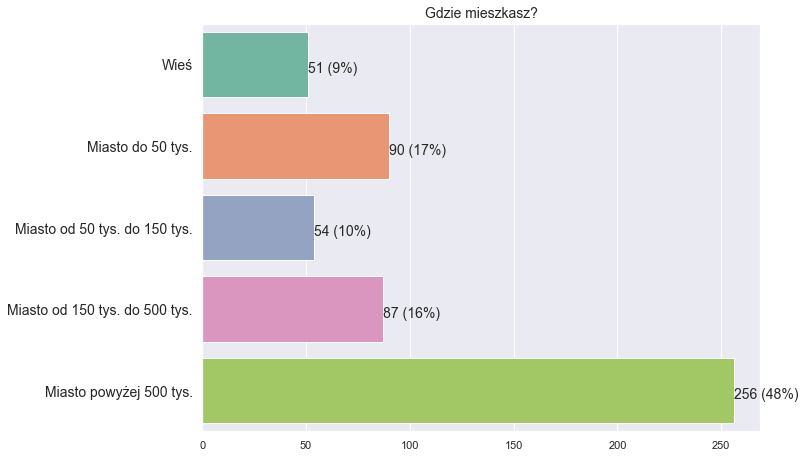 Gdzie mieszkasz?
Wieś
51 (9%)
Miasto do 50 tys.
90 (17%)
Miasto od 50 tys. do 150 tys.
54 (10%)
Miasto od 150 tys. do 500 tys.
87 (16%)
Miasto powyżej 500 tys.
256 (48%)
0 50 100 150 200 250